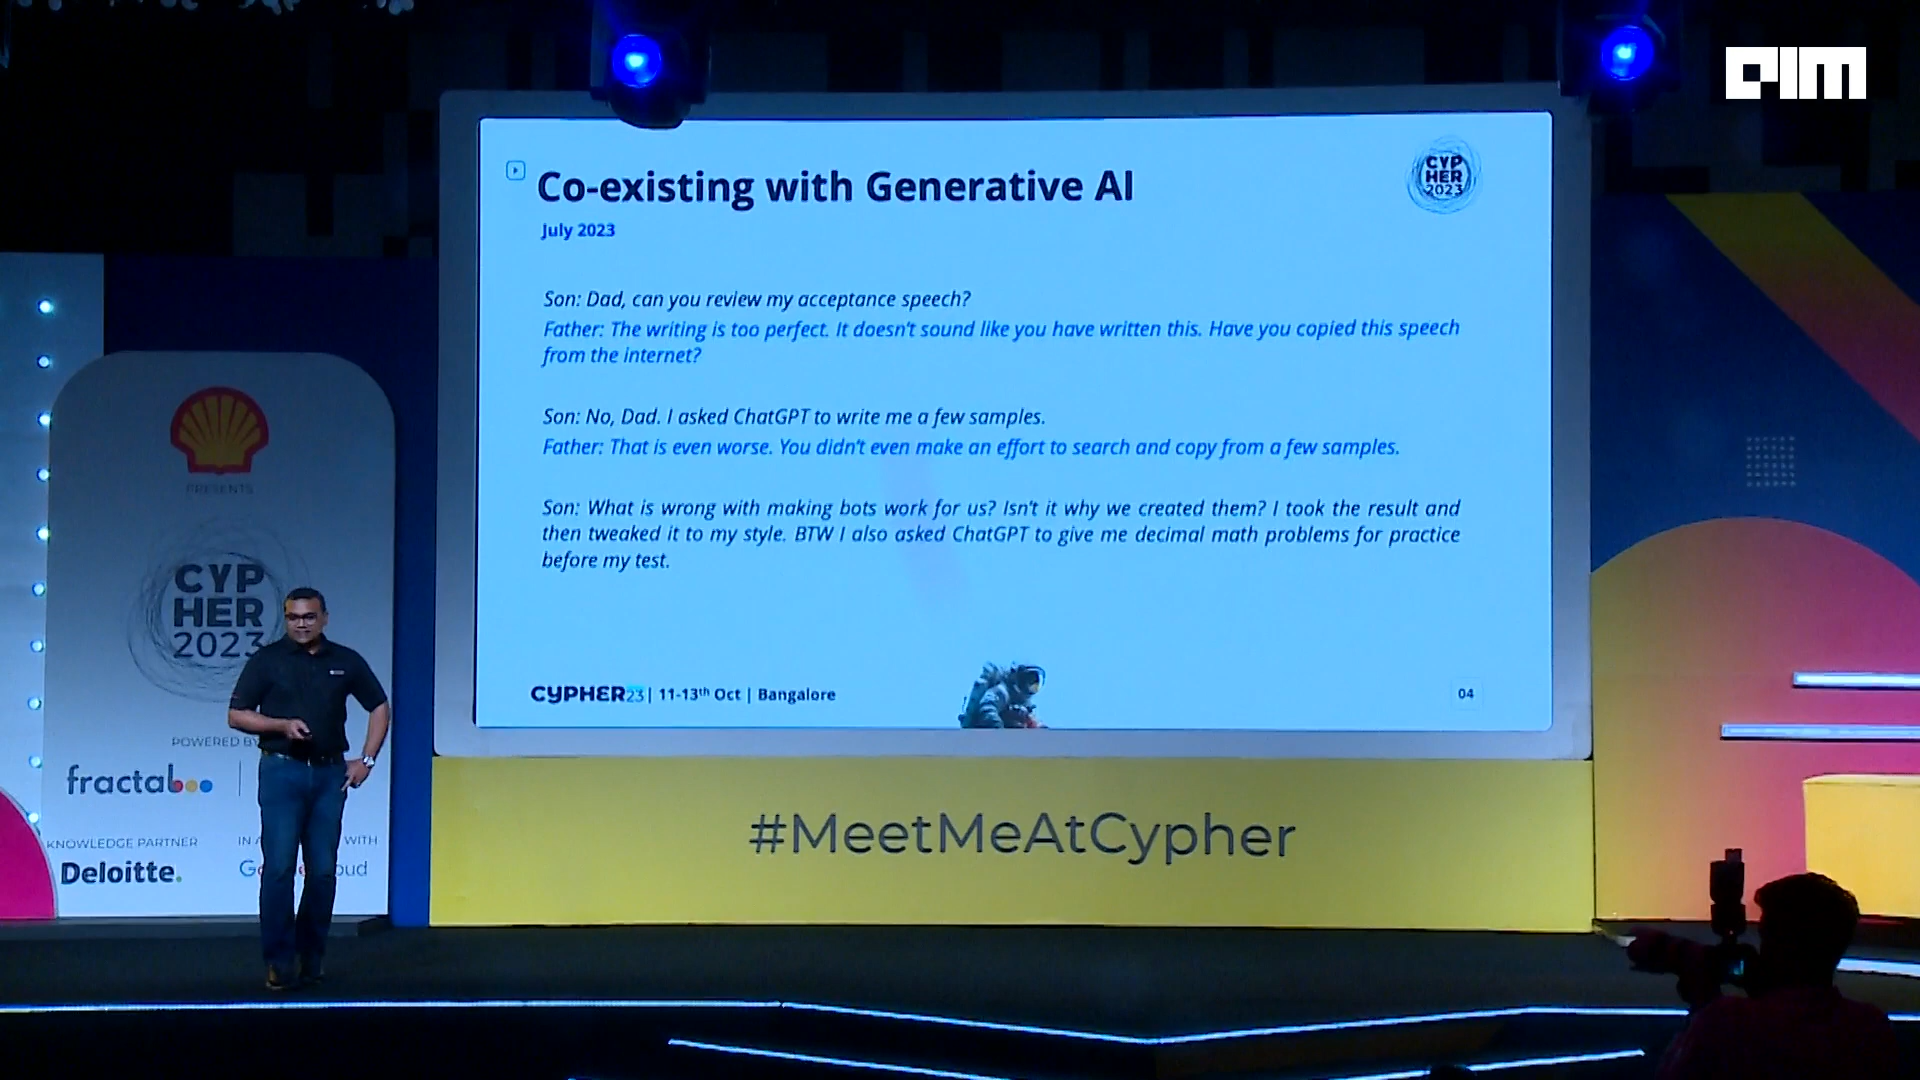 AIM
Co-existing with Generative AI
July 2023
CYP
HER
2023
Son: Dad, can you review my acceptance speech?
Father: The writing is too perfect. It doesn't sound like you have written this. Have you copied this speech
from the internet?
Son: No, Dad. I asked ChatGPT to write me a few samples.
Father: That is even worse. You didn't even make an effort to search and copy from a few samples.
Son: What is wrong with making bots work for us? Isn't it why we created them? I took the result and
then tweaked it to my style. BTW I also asked ChatGPT to give me decimal math problems for practice
before my test.
CYPHER23 | 11-13th Oct | Bangalore
04
PRESENTS
CYP
HER
2023
POWERED BY
fractal
KNOWLEDGE PARTNER
Deloitte.
IN
WITH
#MeetMeAtCypher